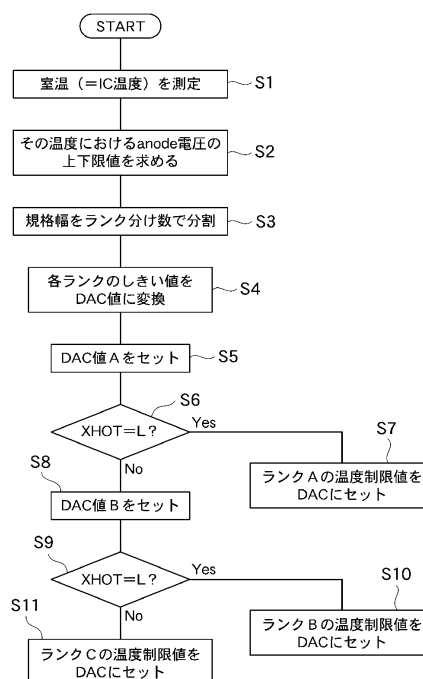 START
室温（＝IC温度）を測定
S1
その温度におけるanode電圧の
上下限値を求める
S2
規格幅をランク分け数で分割
S3
各ランクのしきい値を
DAC値に変換
S4
DAC値Aをセット
S5
S6
XHOT=L?
Yes
No
S7
ランクAの温度制限値を
DACにセット
S8
DAC値Bをセット
S9
XHOT=L?
Yes
No
S10
ランクBの温度制限値を
DACにセット
S11
ランクCの温度制限値を
DACにセット